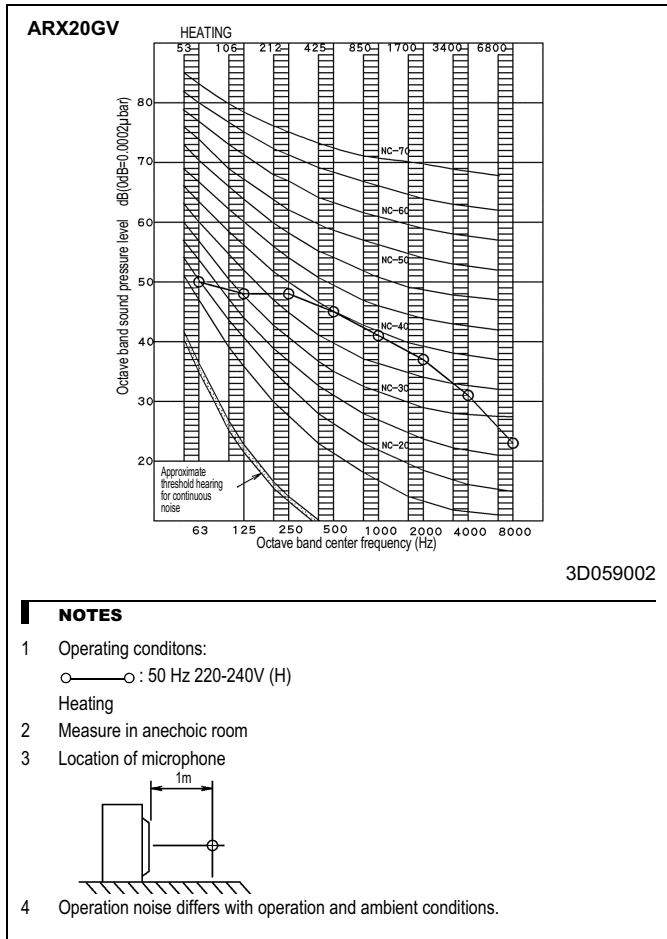 ARX20GV
HEATING
53 106 212 425 850 1700 3400 6800
Octave band sound pressure level dB(0dB=0.0002μbar)
80
70
60
50
40
30
20
NC-70
NC-60
NC-50
NC-40
NC-30
NC-20
Approximate
threshold hearing
for continuous
noise
63 125 250 500 1000 2000 4000 8000
Octave band center frequency (Hz)
3D059002
NOTES
1 Operating conditons:
: 50 Hz 220-240V (H)
Heating
2 Measure in anechoic room
3 Location of microphone
1m
4 Operation noise differs with operation and ambient conditions.